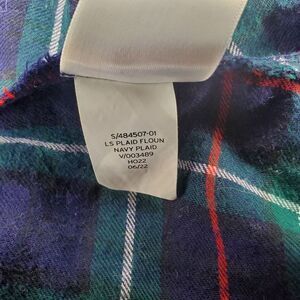 S/484507-01
LS PLAID FLOUN
NAVY PLAID
V/003489
HO22
06/22